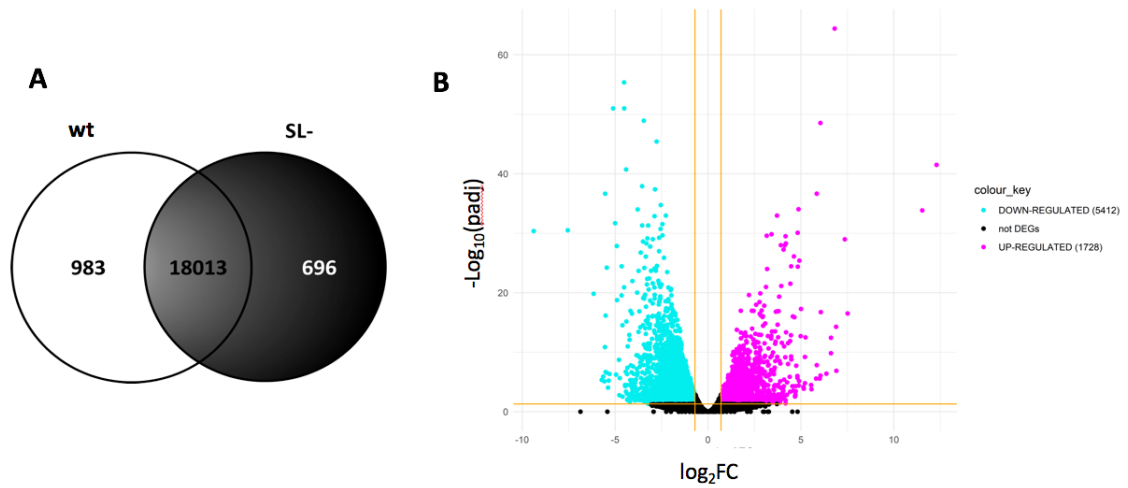 A
wt
SL-
983
18013
696
B
-Log10(padj)
60
40
20
0
-10
-5
0
5
10
log2FC
colour_key
DOWN-REGULATED (5412)
not DEGs
UP-REGULATED (1728)